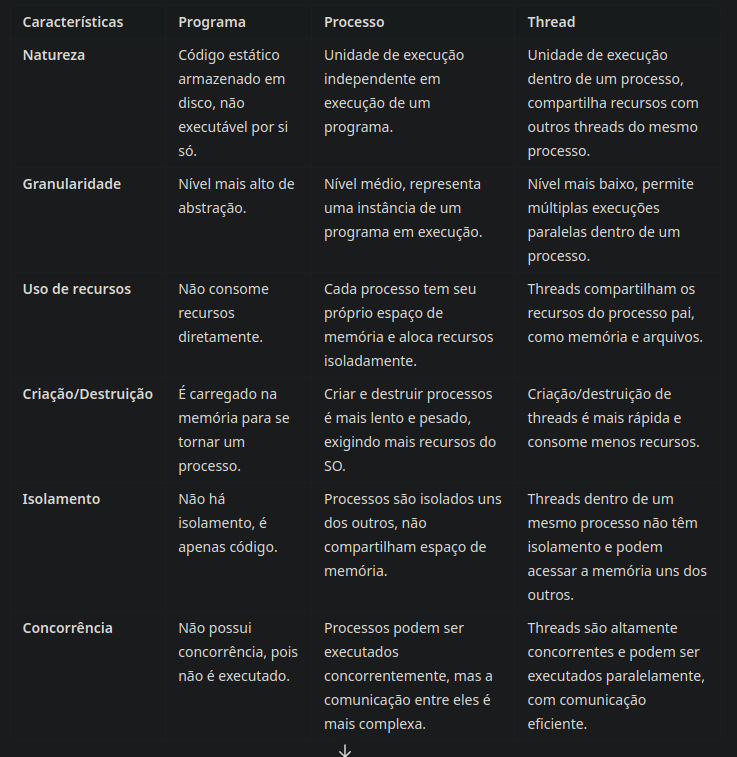 Características Programa Processo Thread
Natureza
Código estático
armazenado em
disco, não
executável por si
só.
Unidade de execução
independente em
execução de um
programa.
Unidade de execução
dentro de um processo,
compartilha recursos com
outros threads do mesmo
processo.
Granularidade
Nível mais alto de
abstração.
Nível médio, representa
uma instância de um
programa em execução.
Nível mais baixo, permite
múltiplas execuções
paralelas dentro de um
processo.
Uso de recursos
Não consome
recursos
diretamente.
Cada processo tem seu
próprio espaço de
memória e aloca recursos
isoladamente.
Threads compartilham os
recursos do processo pai,
como memória e arquivos.
Criação/Destruição
É carregado na
memória para se
tornar um
processo.
Criar e destruir processos
é mais lento e pesado,
exigindo mais recursos do
SO.
Criação/destruição de
threads é mais rápida e
consome menos recursos.
Isolamento
Não há
isolamento, é
apenas código.
Processos são isolados uns
dos outros, não
compartilham espaço de
memória.
Threads dentro de um
mesmo processo não têm
isolamento e podem
acessar a memória uns dos
outros.
Concorrência
Não possui
concorrência, pois
não é executado.
Processos podem ser
executados
concorrentemente, mas a
comunicação entre eles é
mais complexa.
Threads são altamente
concorrentes e podem ser
executados paralelamente,
com comunicação
eficiente.